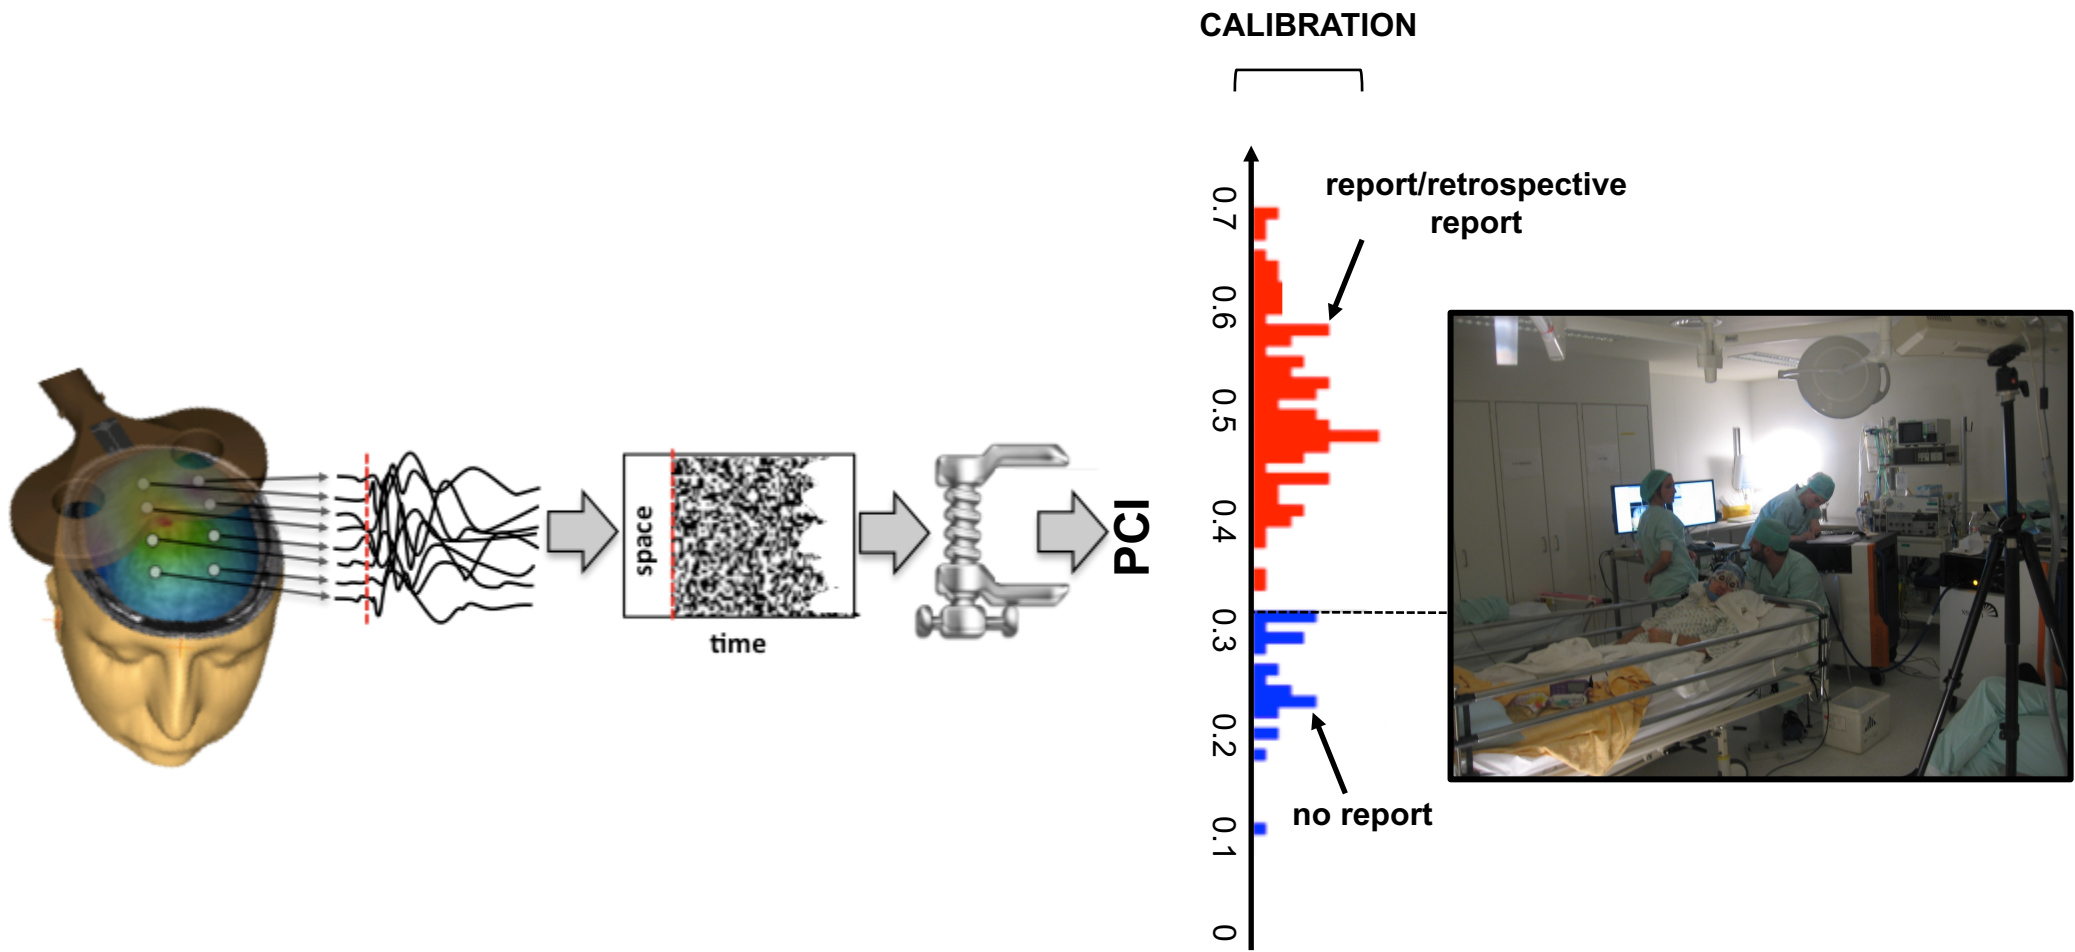 CALIBRATION
report/retrospective
report
0.7
0.6
0.5
0.4
0.3
0.2
0.1
0
space
time
PCI
no report